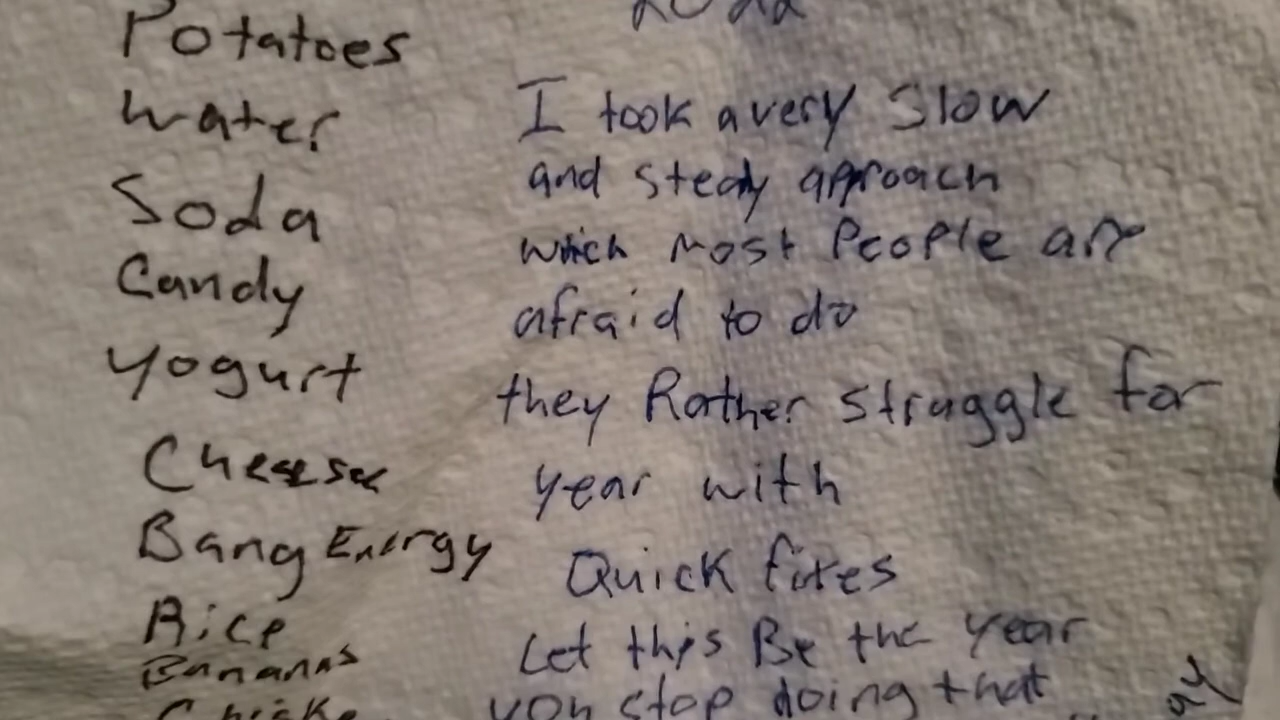 Potatoes
Water
Soda
Candy
Yogurt
Cheese
Bang Energy
Rice
Bananas
2022
I took a very slow
and steady approach
which most People are
afraid to do
they Rather struggle for
year with
Quick fixes
Let this Be the year
you stop doing that